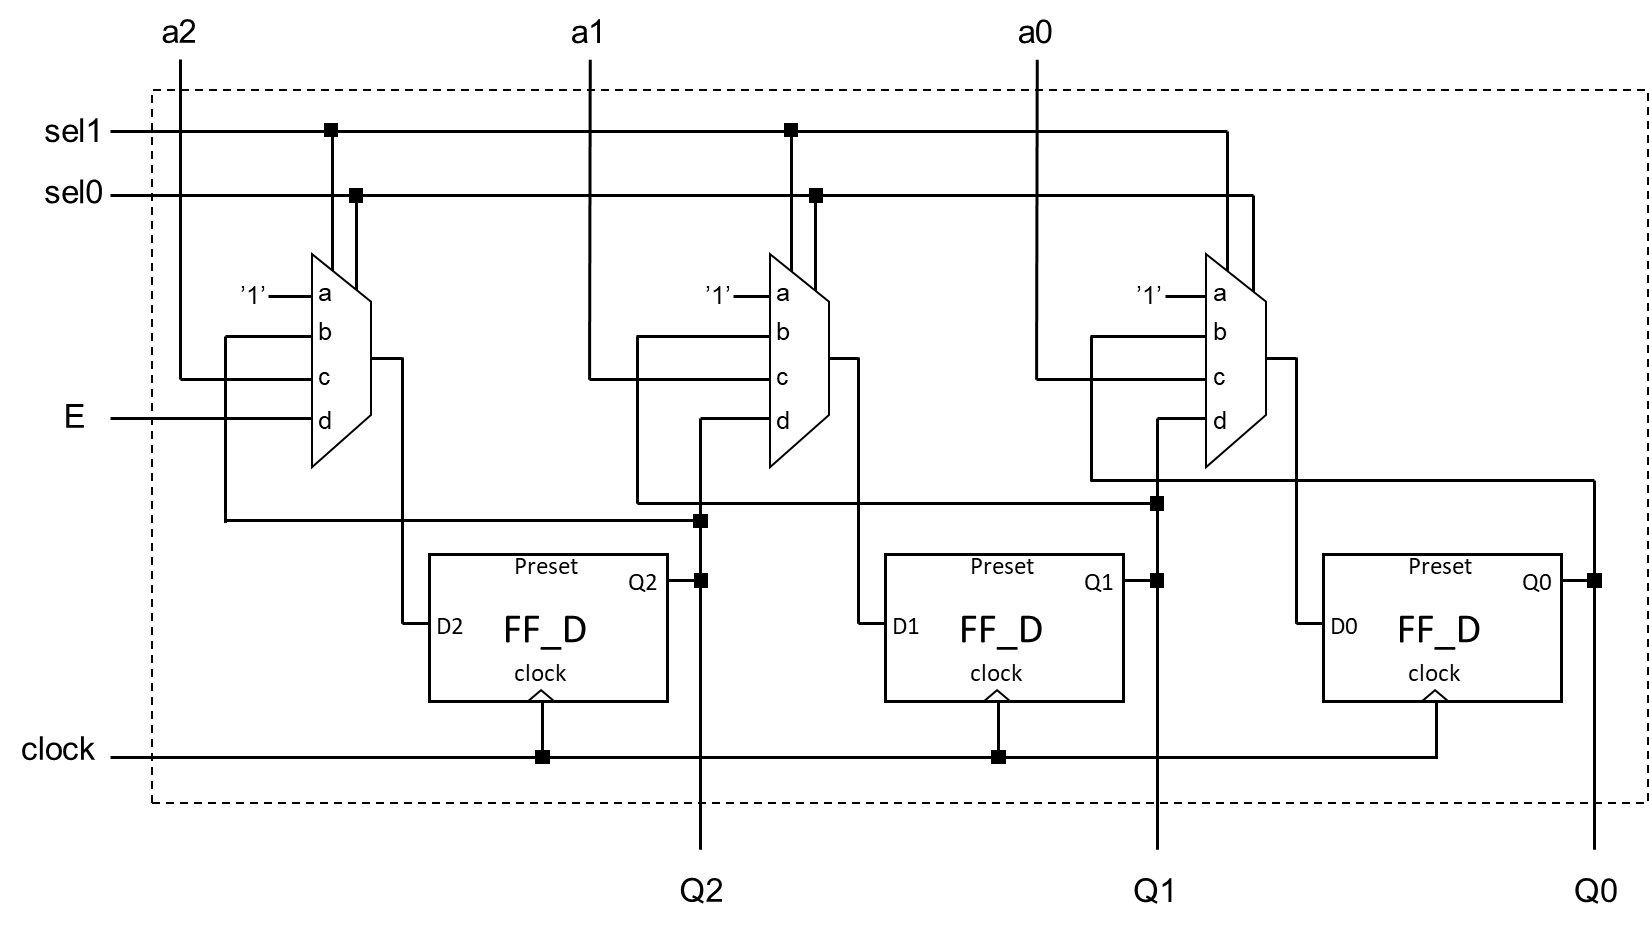 a2 a1 a0
sel1
sel0
’1’ a ’1’ a ’1’ a
b b b
c c c
E d d d
Preset Preset Preset
Q2 Q1 Q0
D2 FF_D D1 FF_D D0 FF_D
clock clock clock
clock
Q2 Q1 Q0